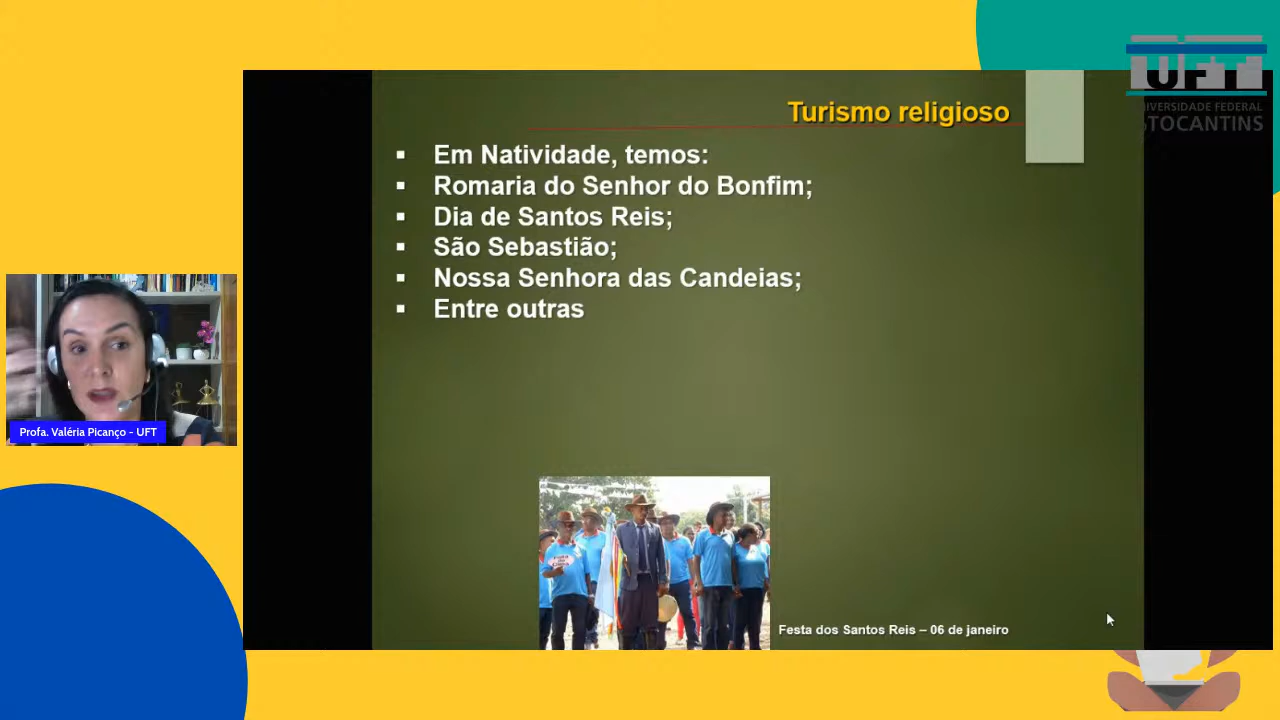 UFT
UNIVERSIDADE FEDERAL
TOCANTINS
Turismo religioso
Em Natividade, temos:
Romaria do Senhor do Bonfim;
Dia de Santos Reis;
São Sebastião;
Nossa Senhora das Candeias;
Entre outras
Profa. Valéria Picanço - UFT
Festa dos Santos Reis – 06 de janeiro